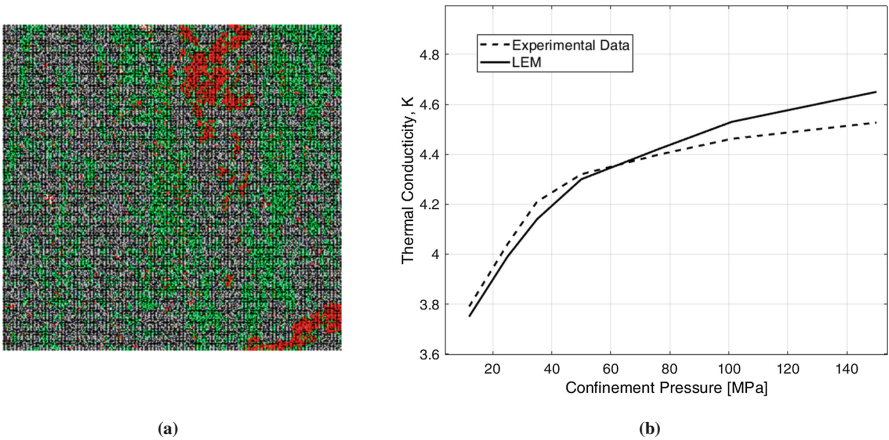 4.8
4.6
4.4
4.2
4
3.8
3.6
Thermal Conducticity, K
Experimental Data
LEM
20 40 60 80 100 120 140
Confinement Pressure [MPa]
(a) (b)